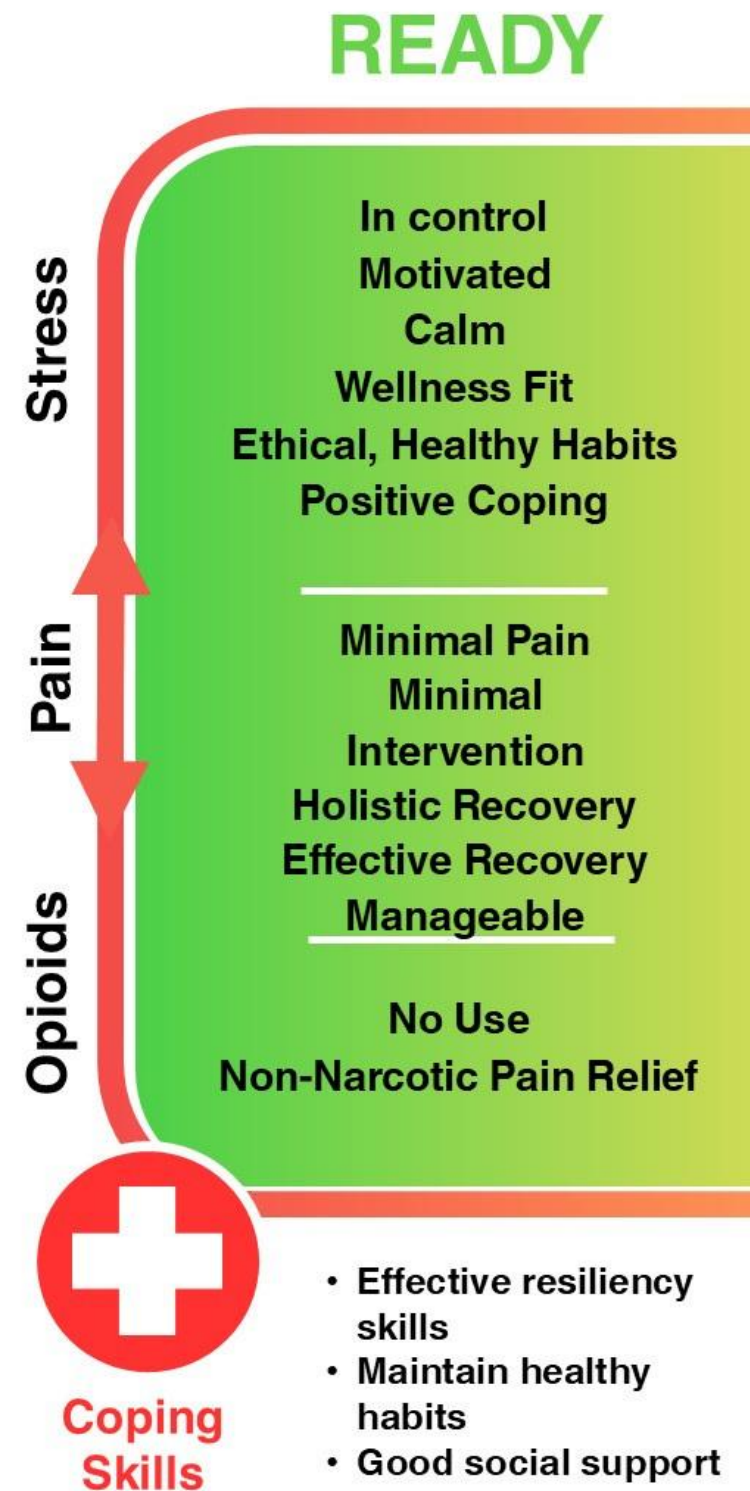 READY
Stress
In control
Motivated
Calm
Wellness Fit
Ethical, Healthy Habits
Positive Coping
Pain
Minimal Pain
Minimal
Intervention
Holistic Recovery
Effective Recovery
Manageable
Opioids
No Use
Non-Narcotic Pain Relief
Coping
Skills
• Effective resiliency
skills
• Maintain healthy
habits
• Good social support